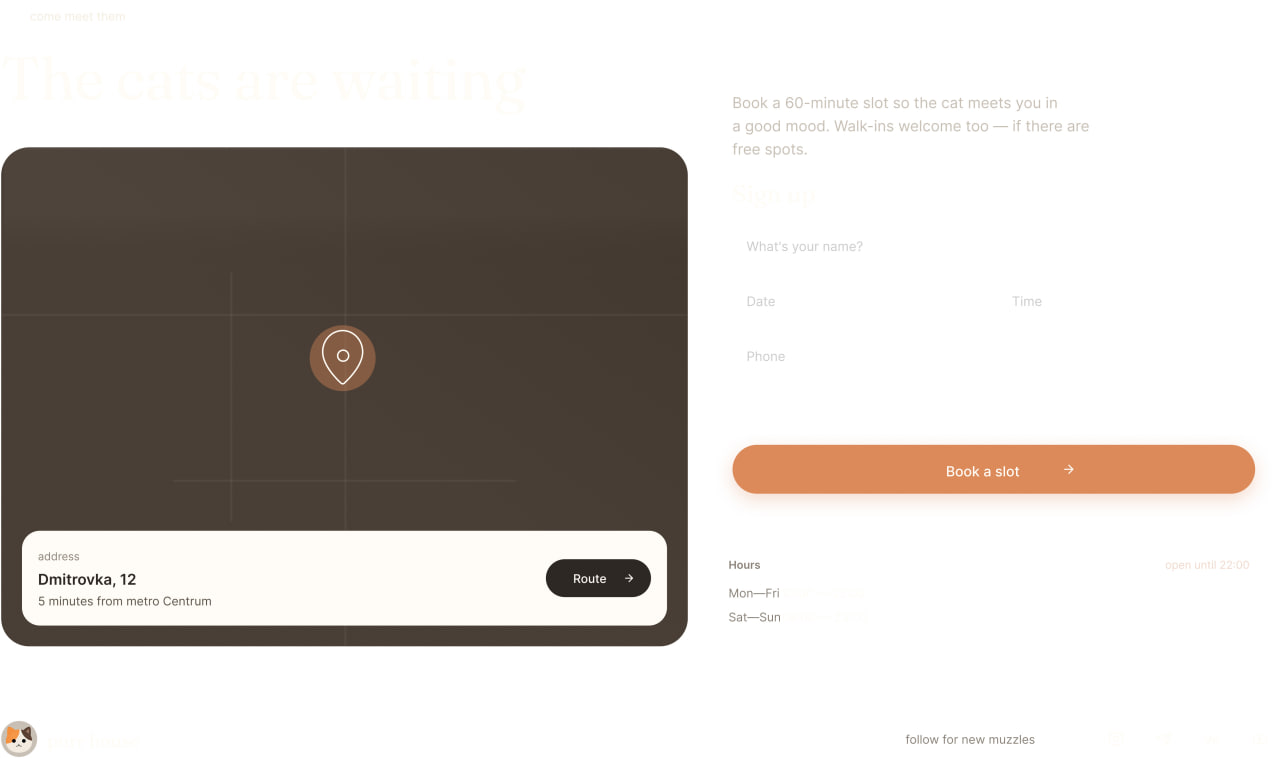 come meet them
The cats are waiting
Book a 60-minute slot so the cat meets you in
a good mood. Walk-ins welcome too — if there are
free spots.
Sign up
What's your name?
Date
Time
Phone
Book a slot
address
Dmitrovka, 12
5 minutes from metro Centrum
Route
Hours
open until 22:00
Mon—Fri
Sat—Sun
follow for new muzzles